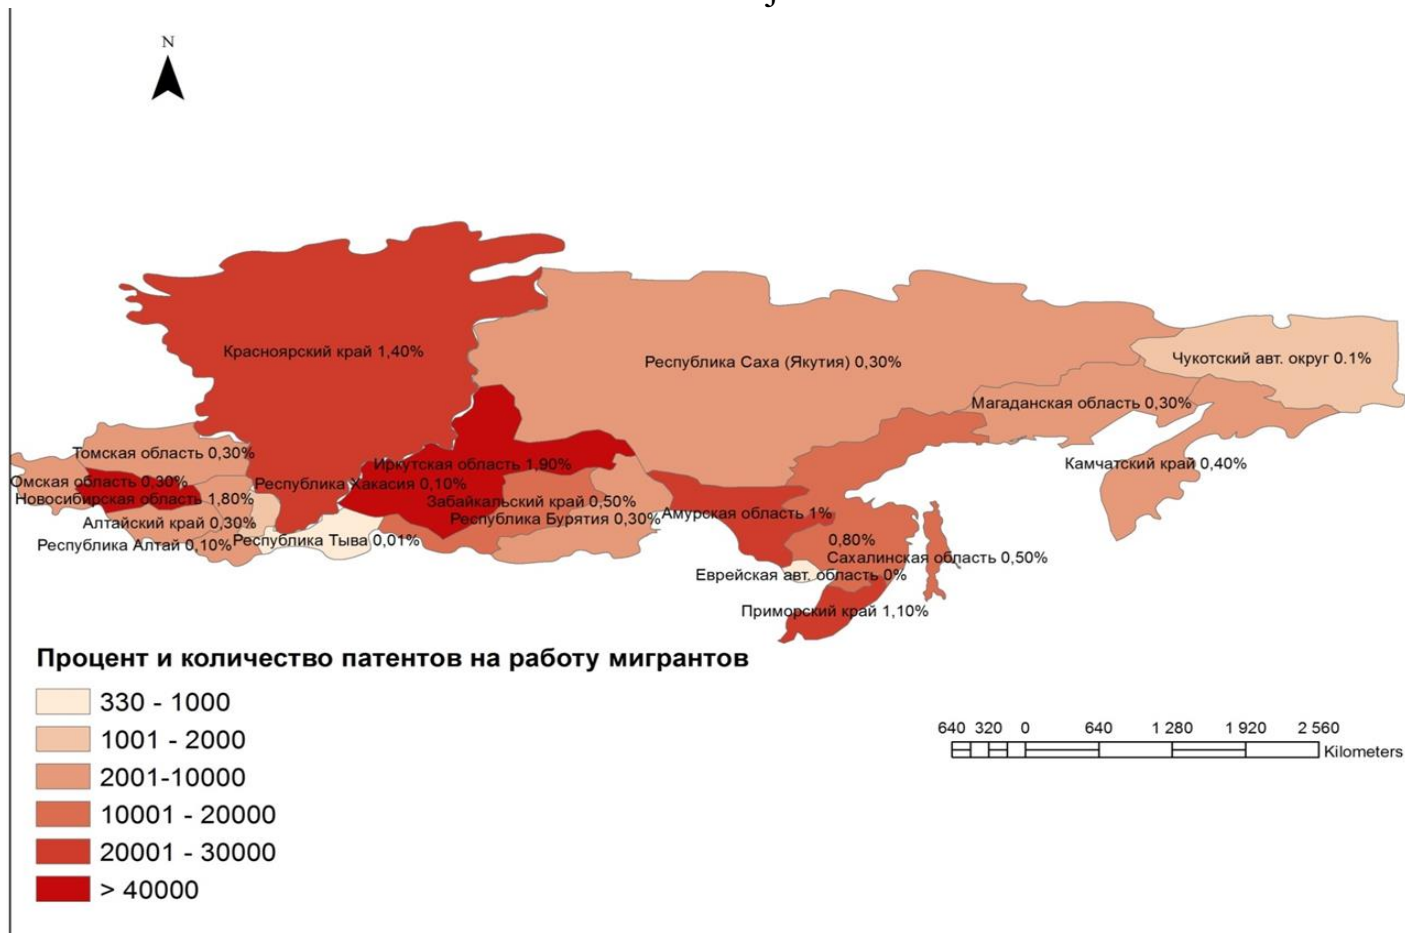 N
Красноярский край 1,40%
Республика Саха (Якутия) 0,30%
Чукотский авт. округ 0.1%
Магаданская область 0,30%
Томская область 0,30%
Иркутская область 1,90%
Камчатский край 0,40%
Омская область 0,30%
Республика Хакасия 0,10%
Новосибирская область 1,80%
Забайкальский край 0,50%
Республика Бурятия 0,30%
Амурская область 1%
Алтайский край 0,30%
Республика Алтай 0,10%
Республика Тыва 0,01%
0,80%
Сахалинская область 0,50%
Еврейская авт. область 0%
Приморский край 1,10%
Процент и количество патентов на работу мигрантов
330 - 1000
1001 - 2000
2001-10000
10001 - 20000
20001 - 30000
> 40000
640 320 0 640 1 280 1 920 2 560
Kilometers